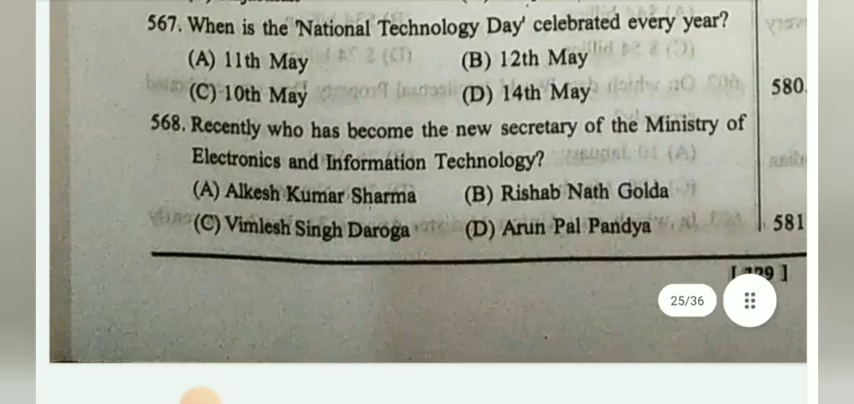 567. When is the 'National Technology Day' celebrated every year?
(A) 11th May (B) 12th May
(C) 10th May (D) 14th May
580.
568. Recently who has become the new secretary of the Ministry of
Electronics and Information Technology?
(A) Alkesh Kumar Sharma (B) Rishab Nath Golda
(C) Vimlesh Singh Daroga (D) Arun Pal Pandya
581
25/36